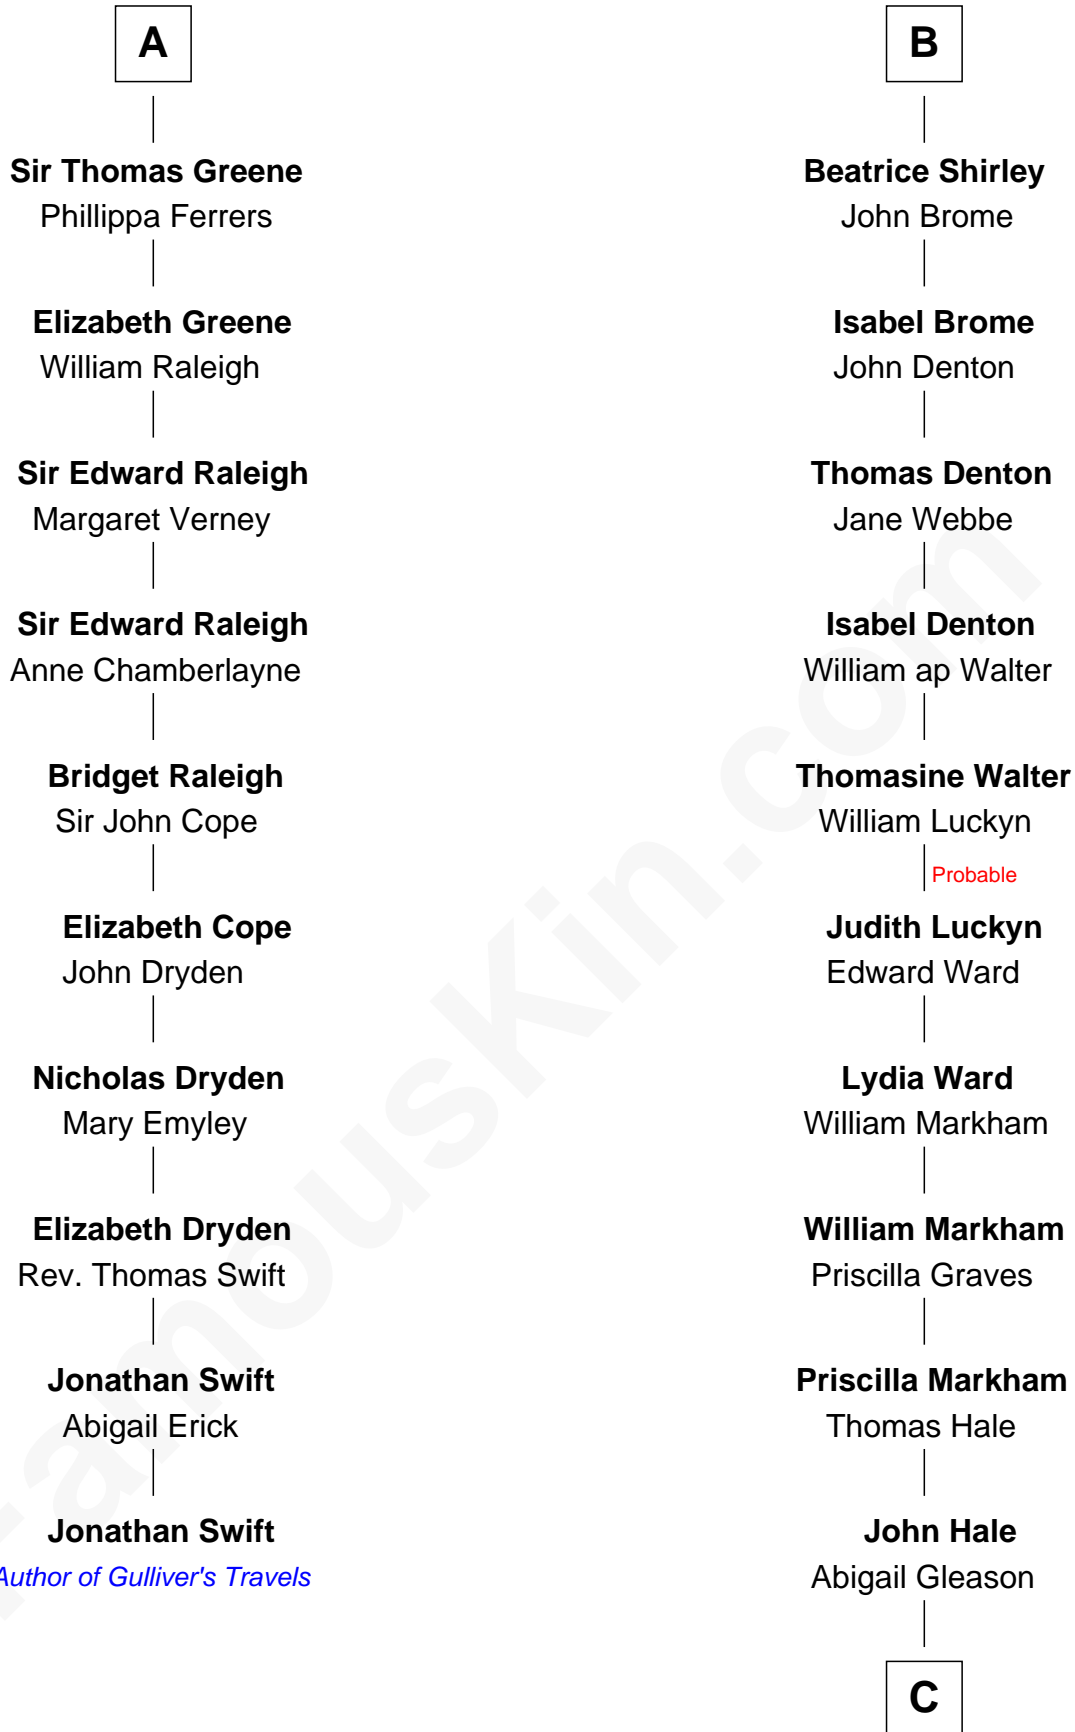 A
Sir Thomas Greene
Phillippa Ferrers
Elizabeth Greene
William Raleigh
Sir Edward Raleigh
Margaret Verney
Sir Edward Raleigh
Anne Chamberlayne
Bridget Raleigh
Sir John Cope
Elizabeth Cope
John Dryden
Nicholas Dryden
Mary Emyley
Elizabeth Dryden
Rev. Thomas Swift
Jonathan Swift
Abigail Erick
Jonathan Swift
Author of Gulliver's Travels
B
Beatrice Shirley
John Brome
Isabel Brome
John Denton
Thomas Denton
Jane Webbe
Isabel Denton
William ap Walter
Thomasine Walter
William Luckyn
Probable
Judith Luckyn
Edward Ward
Lydia Ward
William Markham
William Markham
Priscilla Graves
Priscilla Markham
Thomas Hale
John Hale
Abigail Gleason
C
FamousKin.com